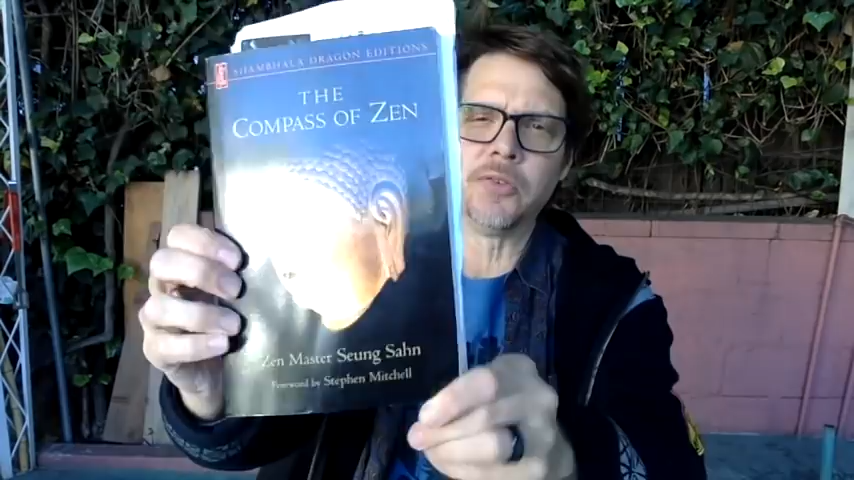 SHAMBHALA DRAGON EDITIONS
THE
COMPASS OF ZEN
Zen Master Seung Sahn
Foreword by Stephen Mitchell